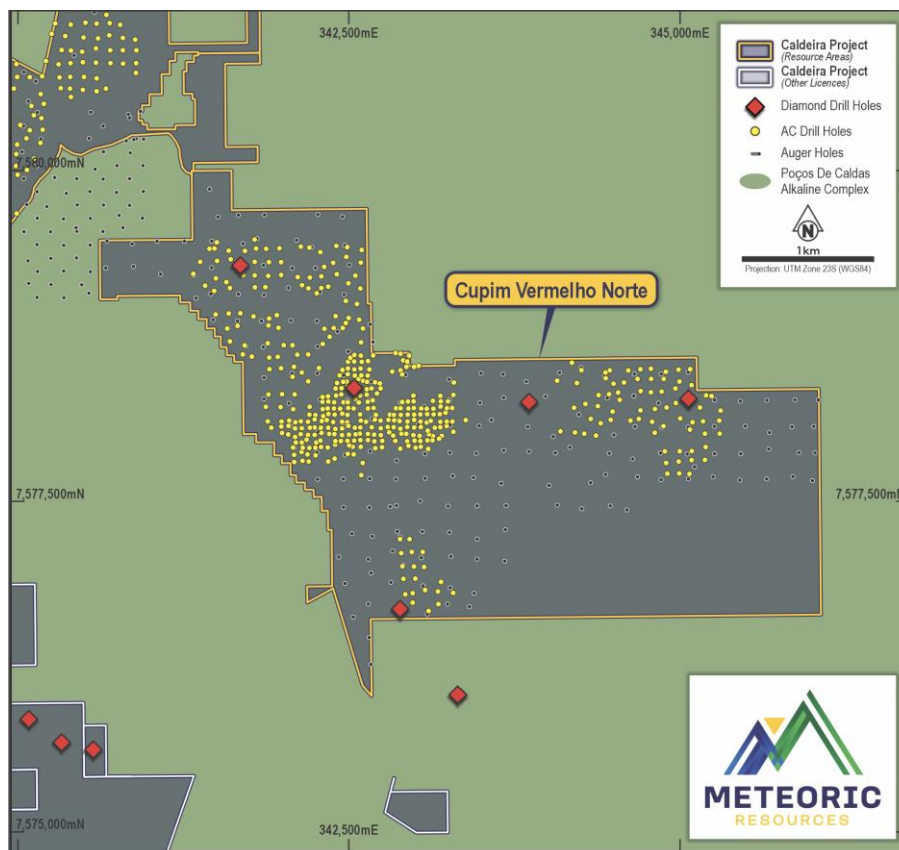 342,500mE
345,000mE
Caldeira Project
(Resource Areas)
Caldeira Project
(Other Licences)
Diamond Drill Holes
AC Drill Holes
Auger Holes
Poços De Caldas
Alkaline Complex
N
1km
Projection: UTM Zone 23S (WGS84)
7,580,000mN
Cupim Vermelho Norte
7,577,500mN
7,577,500mN
7,575,000mN
342,500mE
METEORIC
RESOURCES